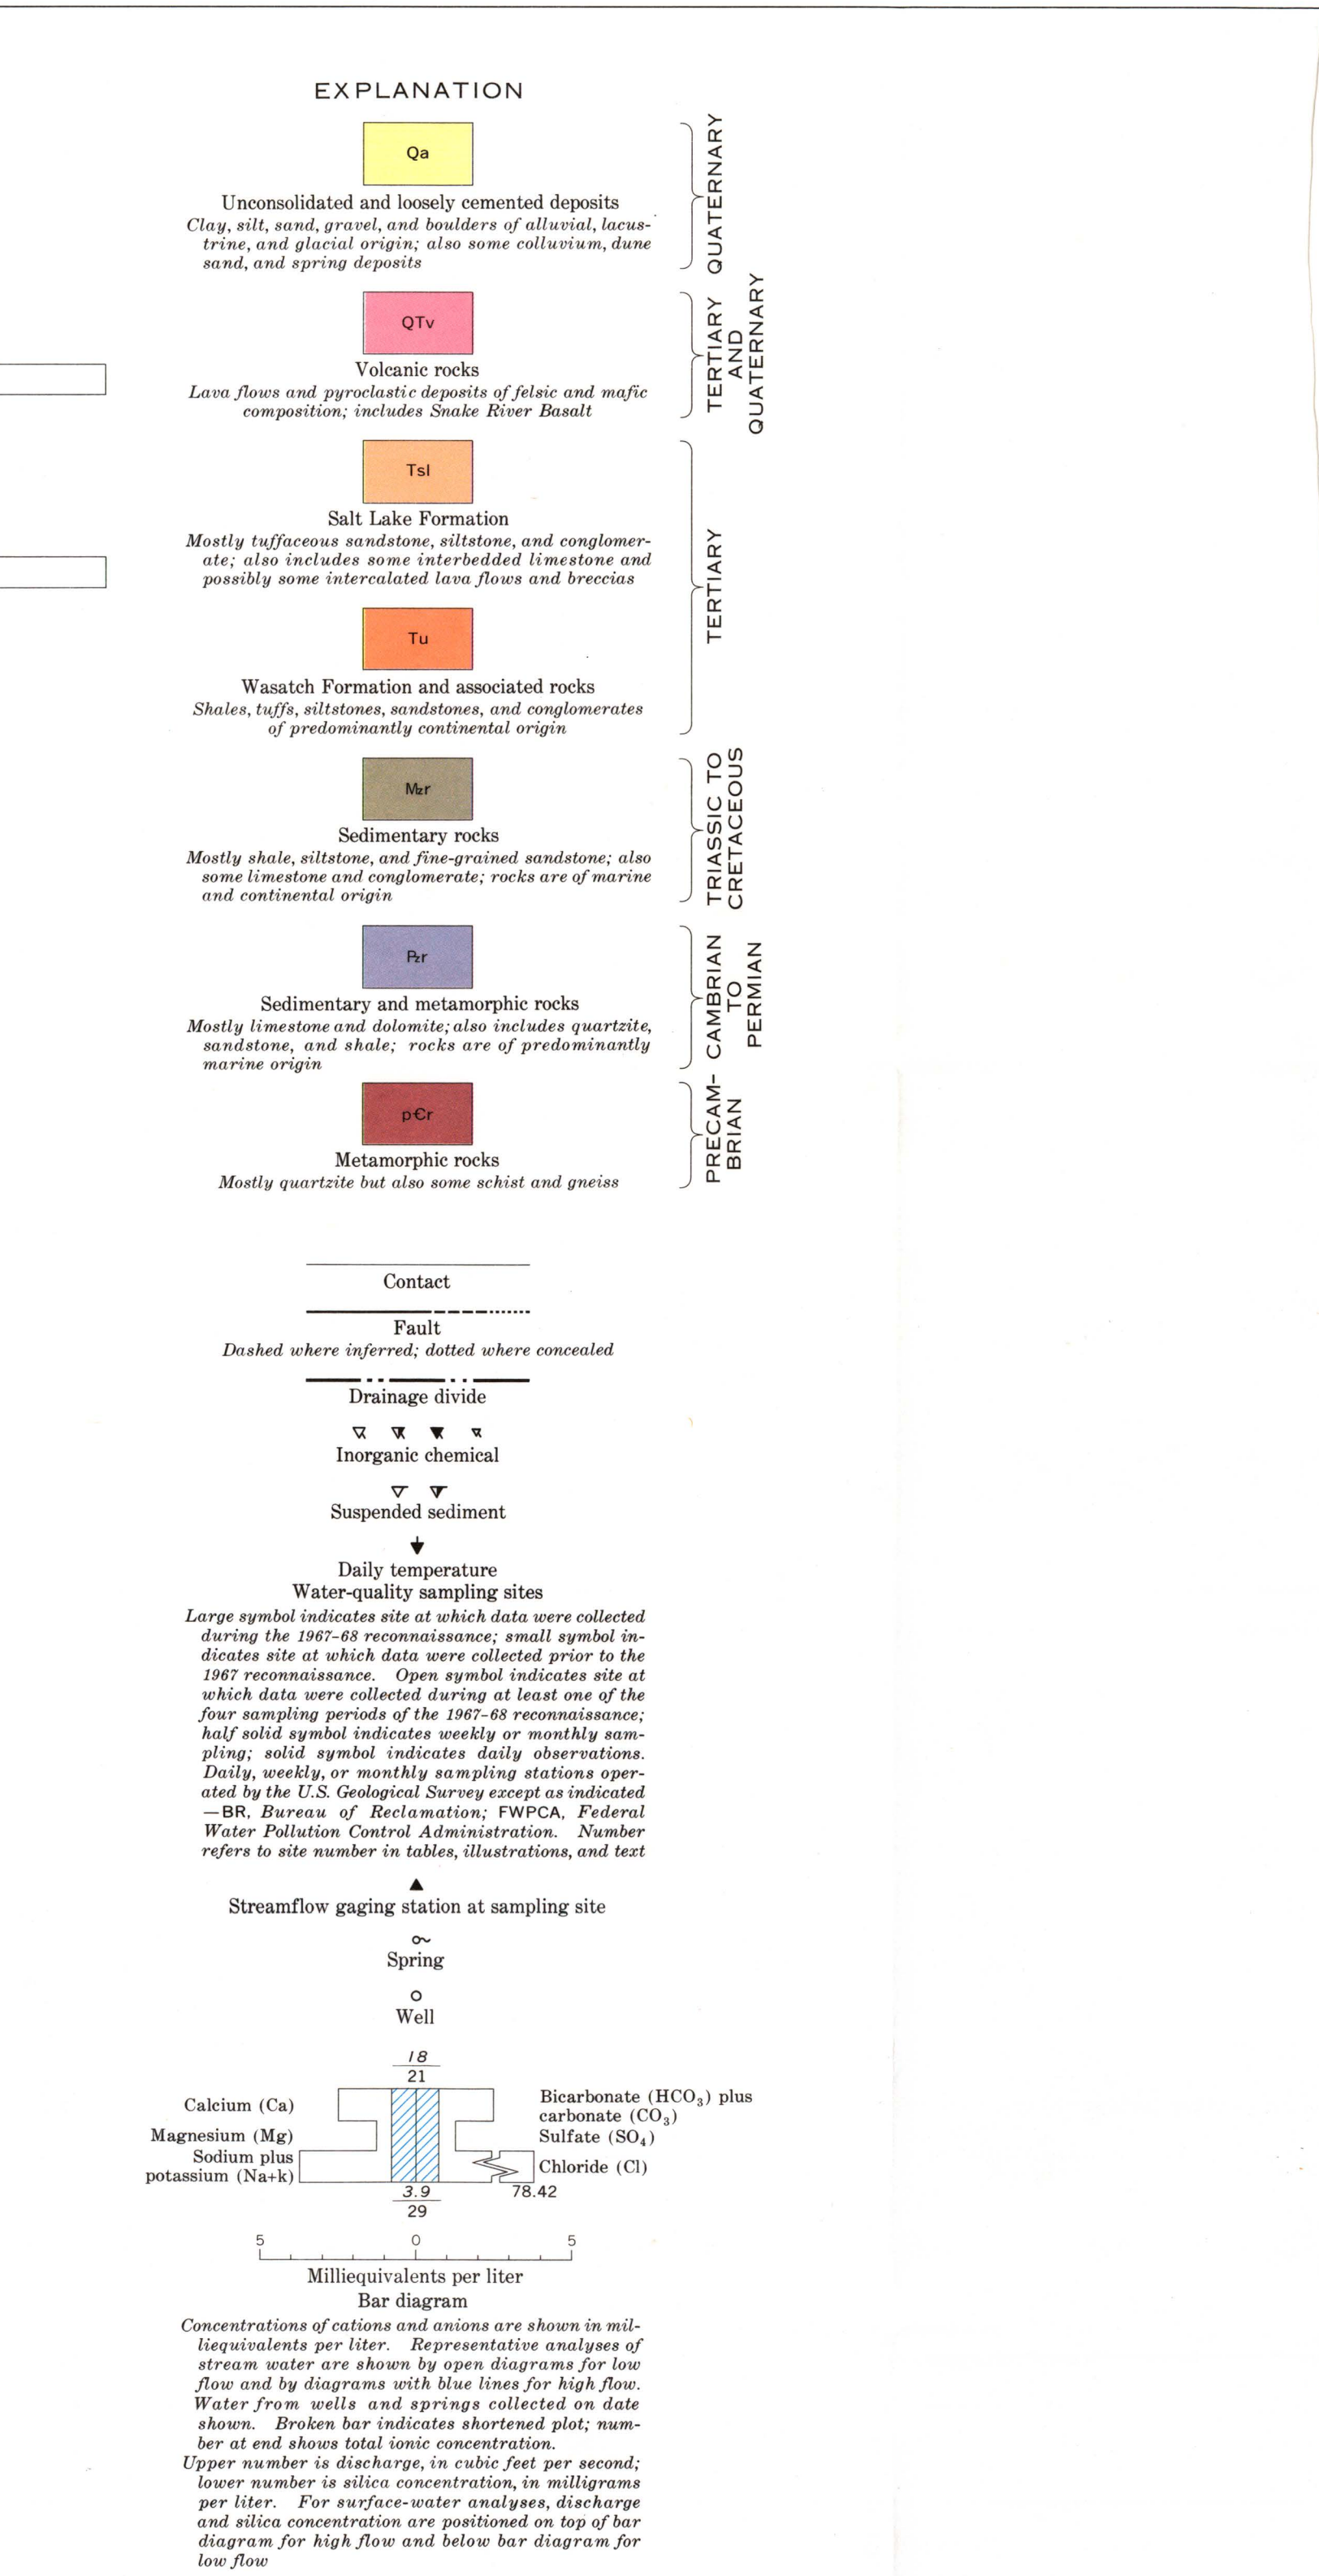 EXPLANATION
Qa
Unconsolidated and loosely cemented deposits
Clay, silt, sand, gravel, and boulders of alluvial, lacus-
trine, and glacial origin; also some colluvium, dune
sand, and spring deposits
QUATERNARY
QTv
Volcanic rocks
Lava flows and pyroclastic deposits of felsic and mafic
composition; includes Snake River Basalt
TERTIARY
AND
QUATERNARY
Tsl
Salt Lake Formation
Mostly tuffaceous sandstone, siltstone, and conglomer-
ate; also includes some interbedded limestone and
possibly some intercalated lava flows and breccias
Tu
Wasatch Formation and associated rocks
Shales, tuffs, siltstones, sandstones, and conglomerates
of predominantly continental origin
TERTIARY
Mzr
Sedimentary rocks
Mostly shale, siltstone, and fine-grained sandstone; also
some limestone and conglomerate; rocks are of marine
and continental origin
TRIASSIC TO
CRETACEOUS
Pzr
Sedimentary and metamorphic rocks
Mostly limestone and dolomite; also includes quartzite,
sandstone, and shale; rocks are of predominantly
marine origin
CAMBRIAN
TO
PERMIAN
p€r
Metamorphic rocks
Mostly quartzite but also some schist and gneiss
PRECAM-
BRIAN
Contact
Fault
Dashed where inferred; dotted where concealed
Drainage divide
Inorganic chemical
Suspended sediment
Daily temperature
Water-quality sampling sites
Large symbol indicates site at which data were collected
during the 1967-68 reconnaissance; small symbol in-
dicates site at which data were collected prior to the
1967 reconnaissance. Open symbol indicates site at
which data were collected during at least one of the
four sampling periods of the 1967-68 reconnaissance;
half solid symbol indicates weekly or monthly sam-
pling; solid symbol indicates daily observations.
Daily, weekly, or monthly sampling stations oper-
ated by the U.S. Geological Survey except as indicated
—BR, Bureau of Reclamation; FWPCA, Federal
Water Pollution Control Administration. Number
refers to site number in tables, illustrations, and text
Streamflow gaging station at sampling site
Spring
Well
18
21
Calcium (Ca)
Magnesium (Mg)
Sodium plus
potassium (Na+k)
Bicarbonate (HCO₃) plus
carbonate (CO₃)
Sulfate (SO₄)
Chloride (Cl)
3.9
29
78.42
5 0 5
Milliequivalents per liter
Bar diagram
Concentrations of cations and anions are shown in mil-
liequivalents per liter. Representative analyses of
stream water are shown by open diagrams for low
flow and by diagrams with blue lines for high flow.
Water from wells and springs collected on date
shown. Broken bar indicates shortened plot; num-
ber at end shows total ionic concentration.
Upper number is discharge, in cubic feet per second;
lower number is silica concentration, in milligrams
per liter. For surface-water analyses, discharge
and silica concentration are positioned on top of bar
diagram for high flow and below bar diagram for
low flow